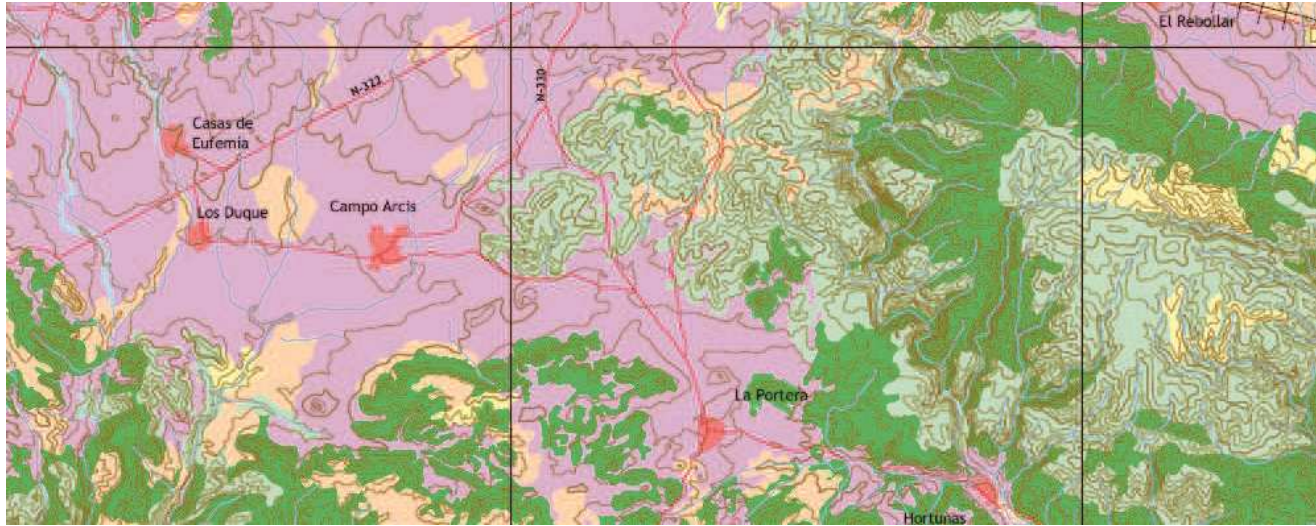 El Rebollar
N-322
N-330
Casas de
Eufemia
Los Duque
Campo Arcis
La Portera
Hortunas